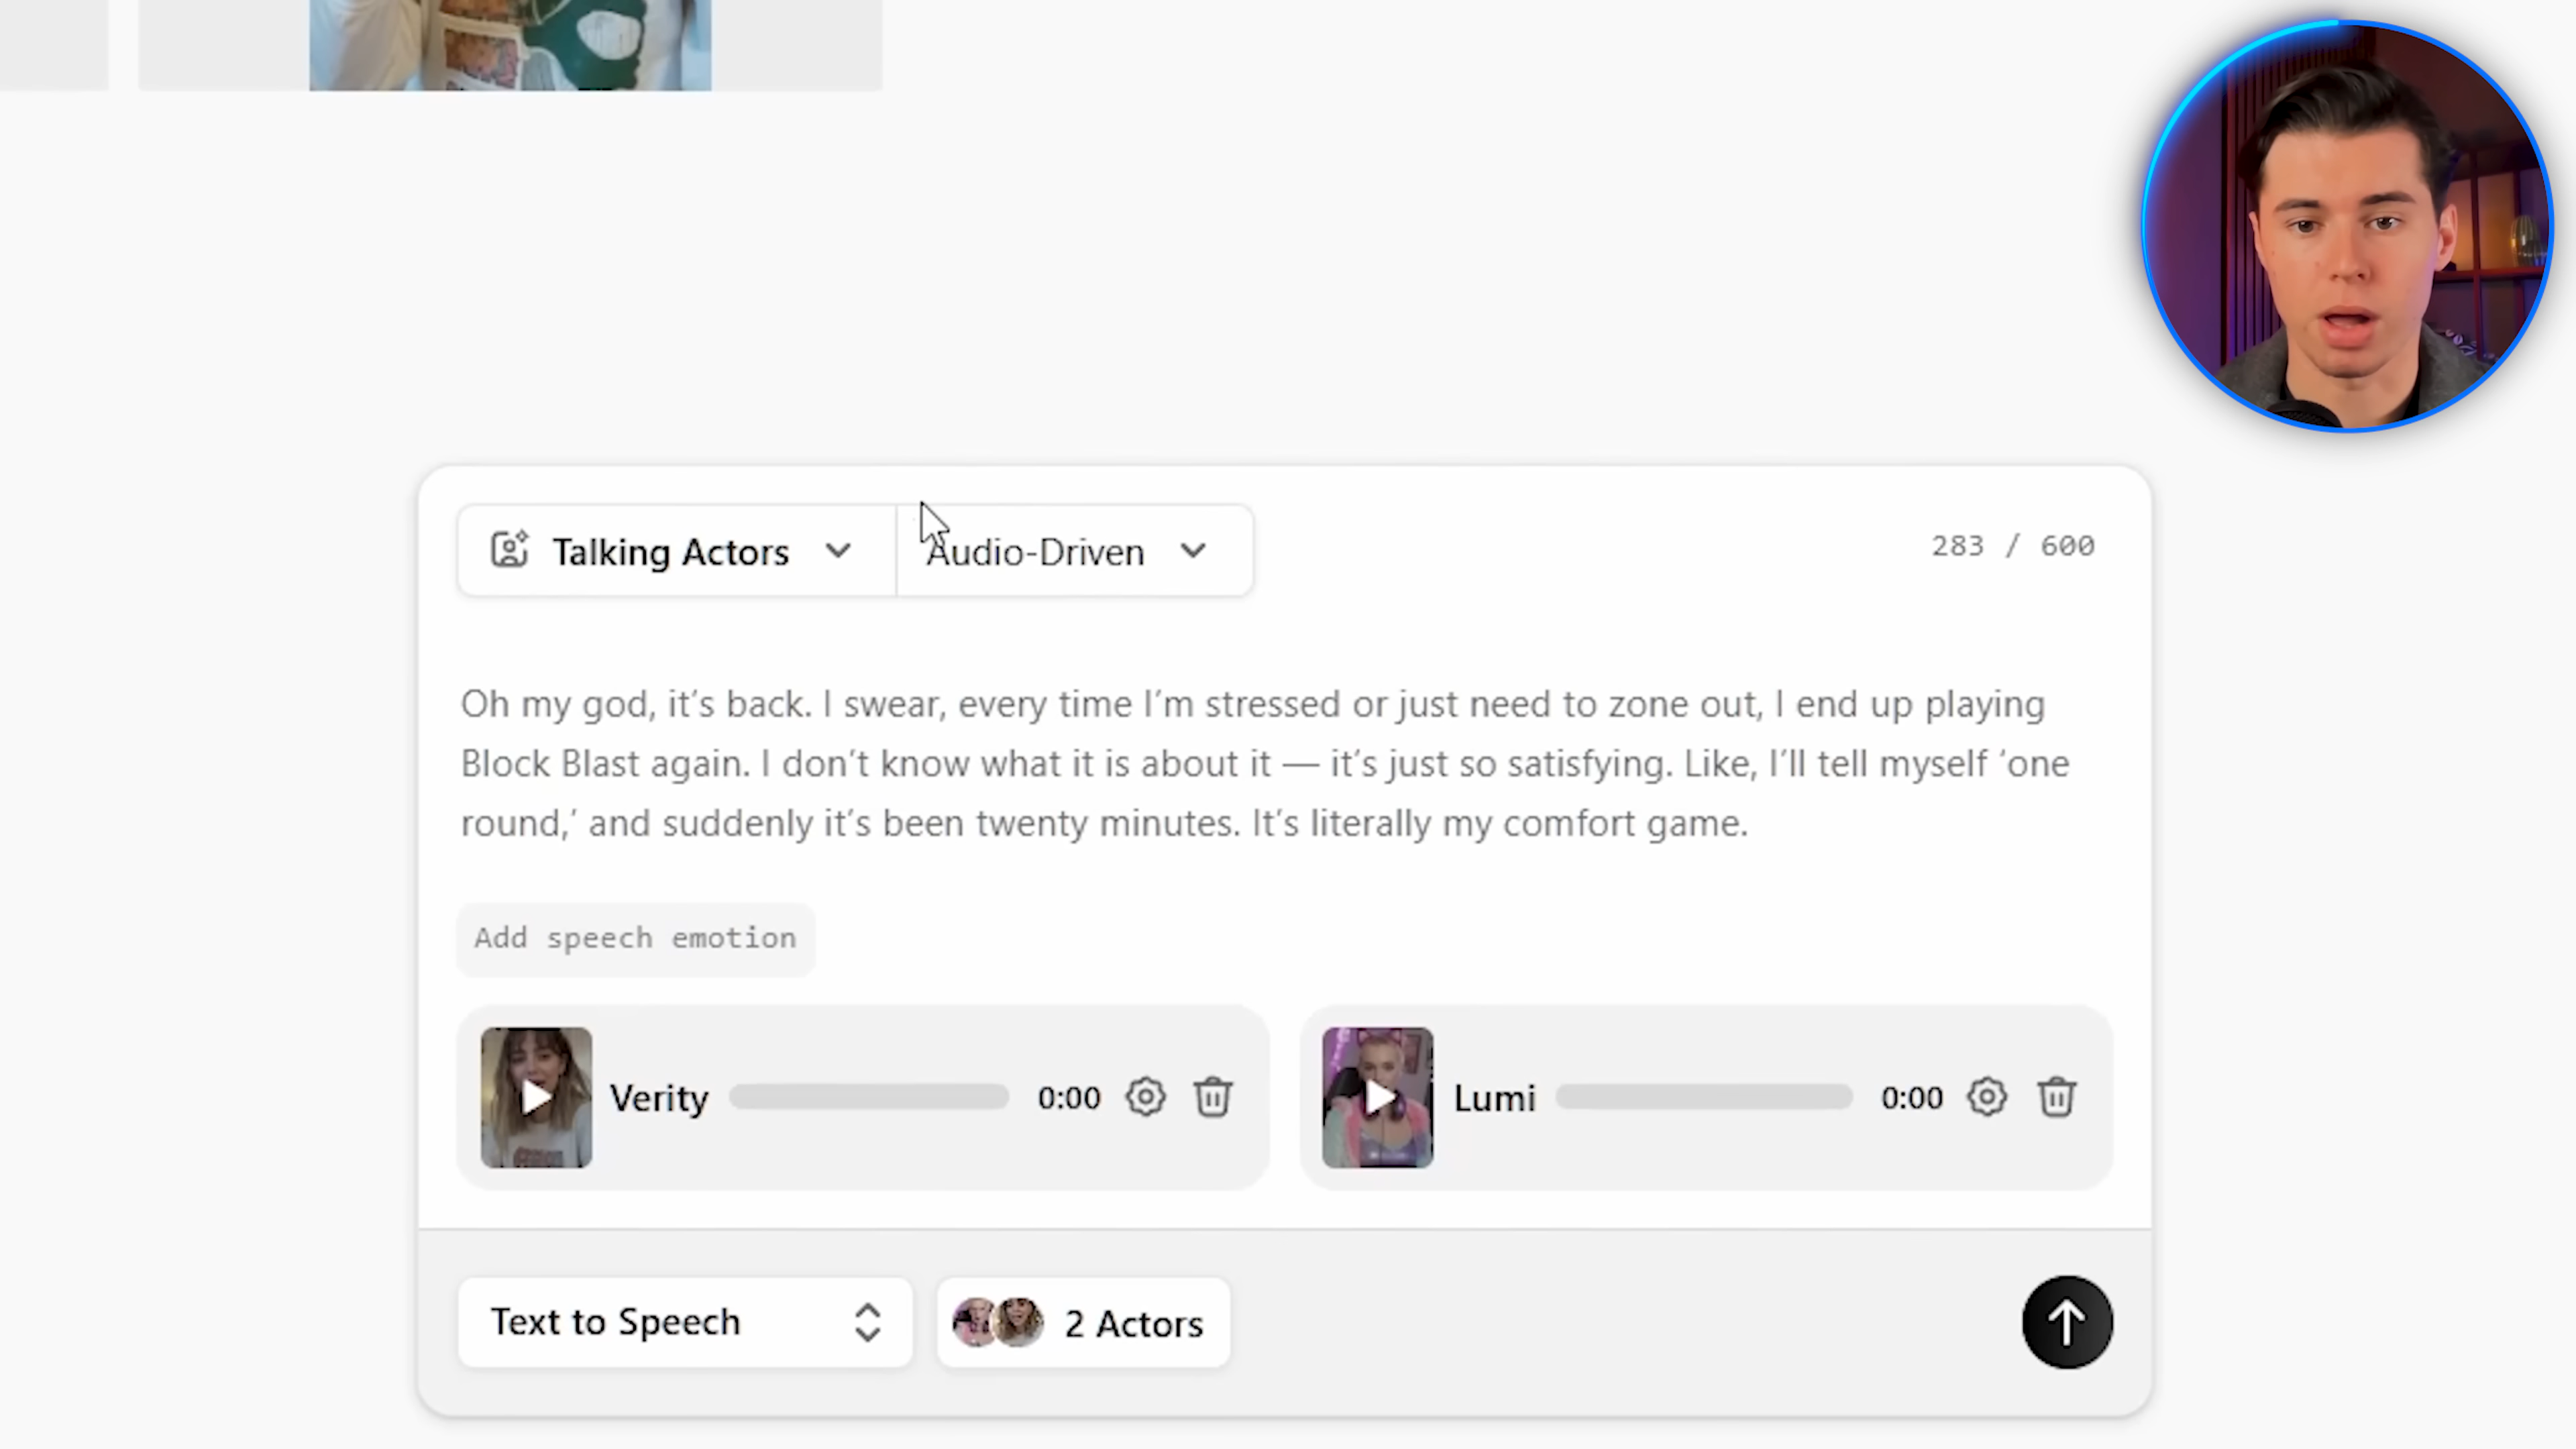 Talking Actors
Audio-Driven
283 / 600
Oh my god, it’s back. I swear, every time I’m stressed or just need to zone out, I end up playing
Block Blast again. I don’t know what it is about it — it’s just so satisfying. Like, I’ll tell myself ‘one
round,’ and suddenly it’s been twenty minutes. It’s literally my comfort game.
Add speech emotion
Verity
0:00
Lumi
0:00
Text to Speech
2 Actors